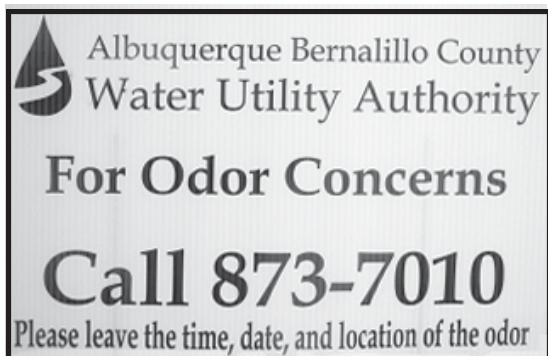 Albuquerque Bernalillo County
Water Utility Authority
For Odor Concerns
Call 873-7010
Please leave the time, date, and location of the odor